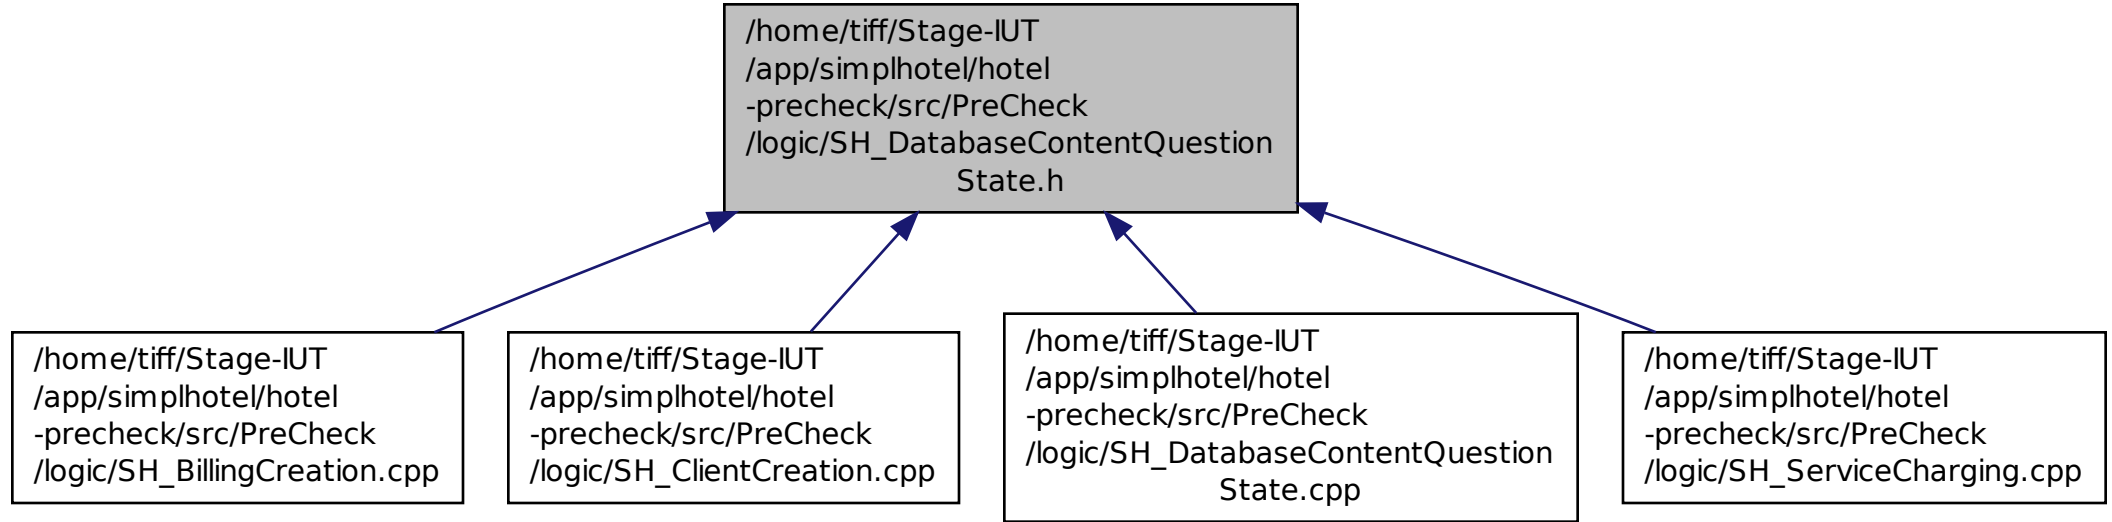 /home/tiff/Stage-IUT
/app/simplhotel/hotel
-precheck/src/PreCheck
/logic/SH_DatabaseContentQuestion
State.h
/home/tiff/Stage-IUT
/app/simplhotel/hotel
-precheck/src/PreCheck
/logic/SH_BillingCreation.cpp
/home/tiff/Stage-IUT
/app/simplhotel/hotel
-precheck/src/PreCheck
/logic/SH_ClientCreation.cpp
/home/tiff/Stage-IUT
/app/simplhotel/hotel
-precheck/src/PreCheck
/logic/SH_DatabaseContentQuestion
State.cpp
/home/tiff/Stage-IUT
/app/simplhotel/hotel
-precheck/src/PreCheck
/logic/SH_ServiceCharging.cpp